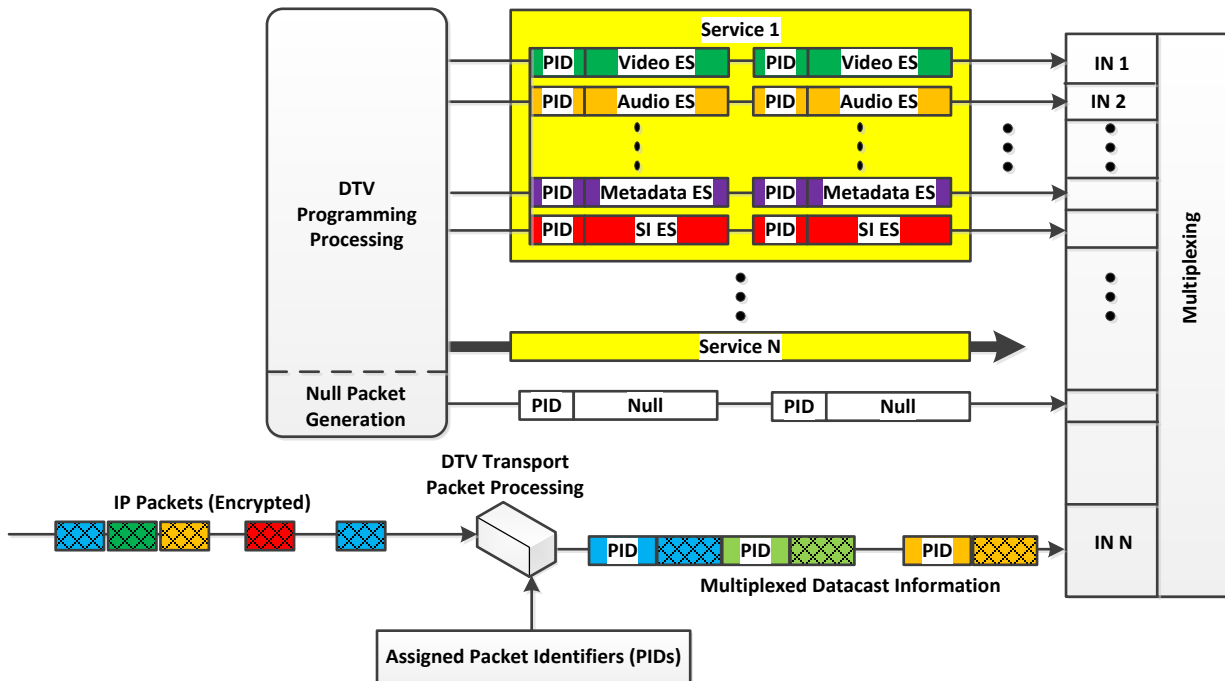 Service 1
PID Video ES PID Video ES
IN 1
PID Audio ES PID Audio ES
IN 2
DTV
Programming
Processing
PID Metadata ES PID Metadata ES
PID SI ES PID SI ES
Multiplexing
Service N
Null Packet
Generation
PID Null PID Null
DTV Transport
Packet Processing
IP Packets (Encrypted)
PID PID PID
IN N
Multiplexed Datacast Information
Assigned Packet Identifiers (PIDs)